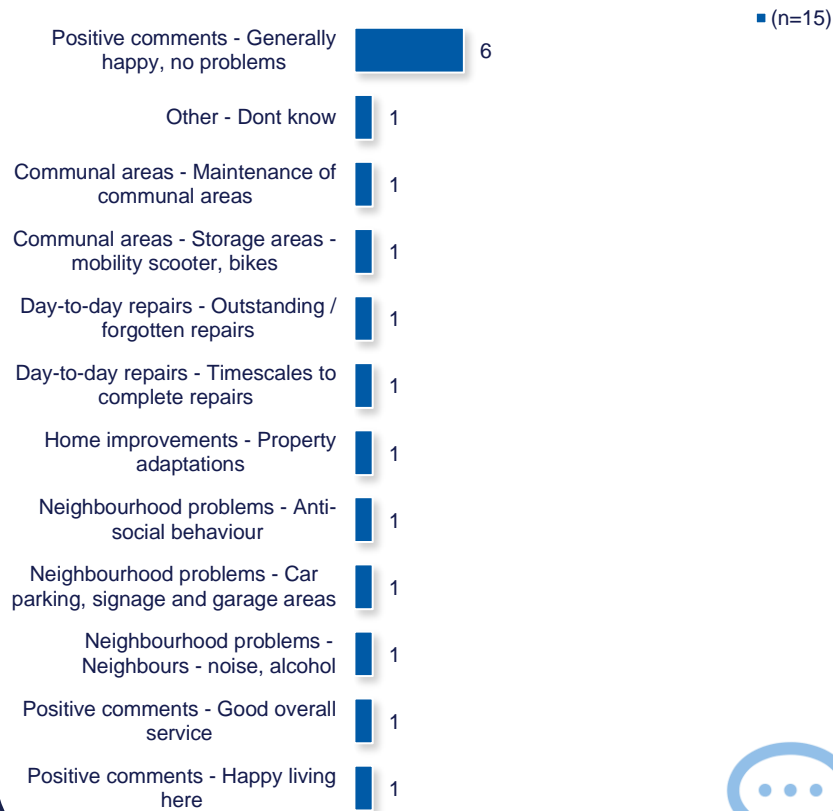 (n=15)
Positive comments - Generally
happy, no problems
6
Other - Dont know
1
Communal areas - Maintenance of
communal areas
1
Communal areas - Storage areas -
mobility scooter, bikes
1
Day-to-day repairs - Outstanding /
forgotten repairs
1
Day-to-day repairs - Timescales to
complete repairs
1
Home improvements - Property
adaptations
1
Neighbourhood problems - Anti-
social behaviour
1
Neighbourhood problems - Car
parking, signage and garage areas
1
Neighbourhood problems -
Neighbours - noise, alcohol
1
Positive comments - Good overall
service
1
Positive comments - Happy living
here
1